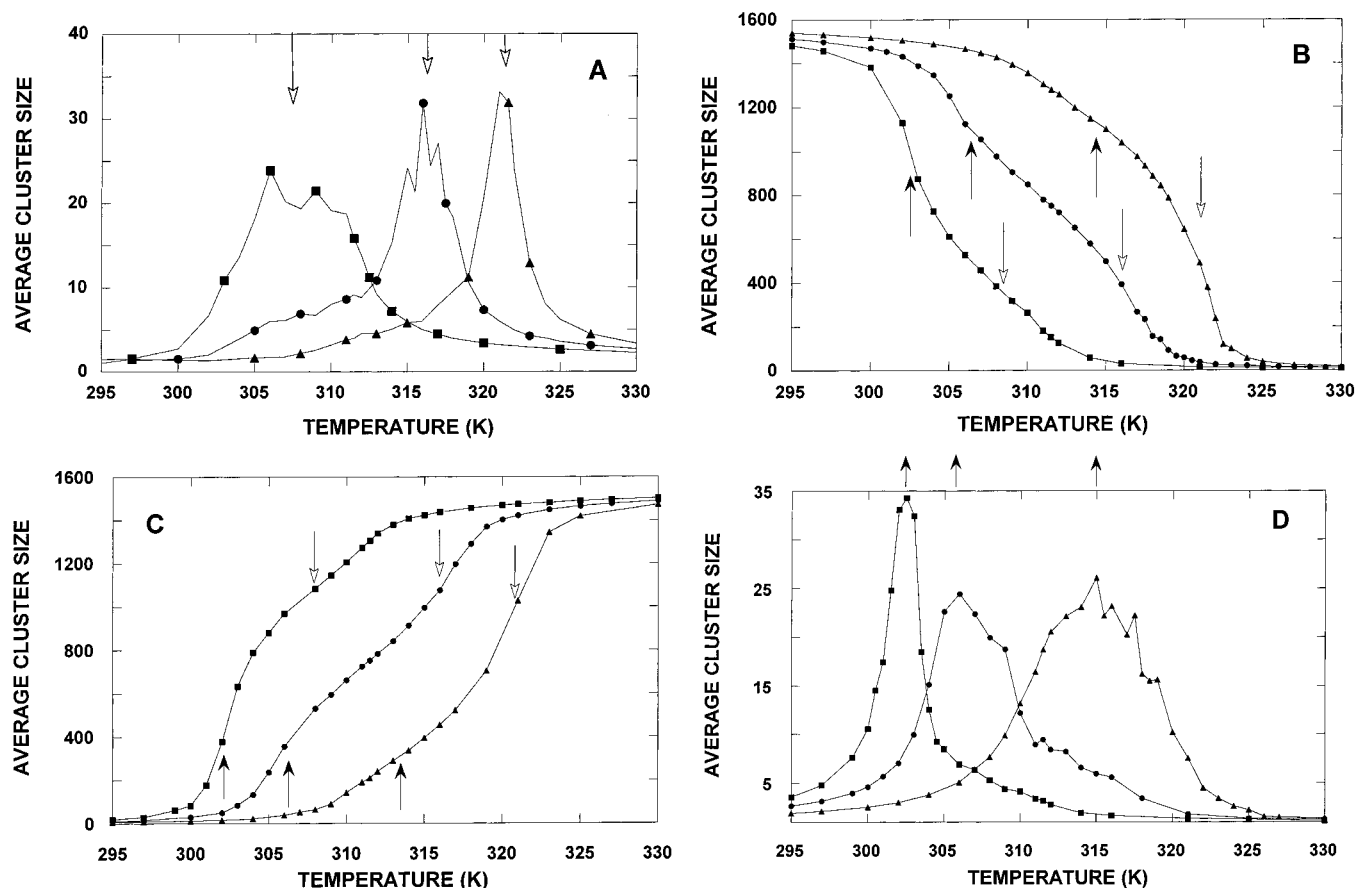 A
AVERAGE CLUSTER SIZE
40
30
20
10
0
295 300 305 310 315 320 325 330
TEMPERATURE (K)
B
AVERAGE CLUSTER SIZE
1600
1200
800
400
0
295 300 305 310 315 320 325 330
TEMPERATURE (K)
C
AVERAGE CLUSTER SIZE
1600
1200
800
400
0
295 300 305 310 315 320 325 330
TEMPERATURE (K)
D
AVERAGE CLUSTER SIZE
35
25
15
5
295 300 305 310 315 320 325 330
TEMPERATURE (K)